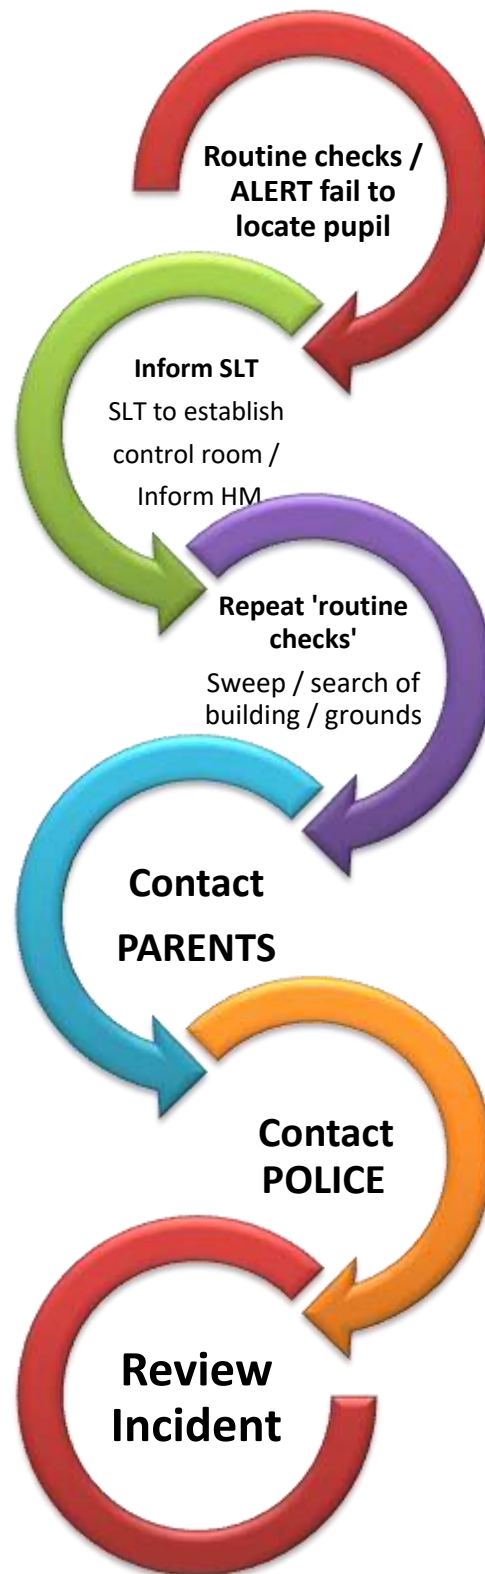 Routine checks /
ALERT fail to
locate pupil
Inform SLT
SLT to establish
control room /
Inform HM
Repeat 'routine
checks'
Sweep / search of
building / grounds
Contact
PARENTS
Contact
POLICE
Review
Incident